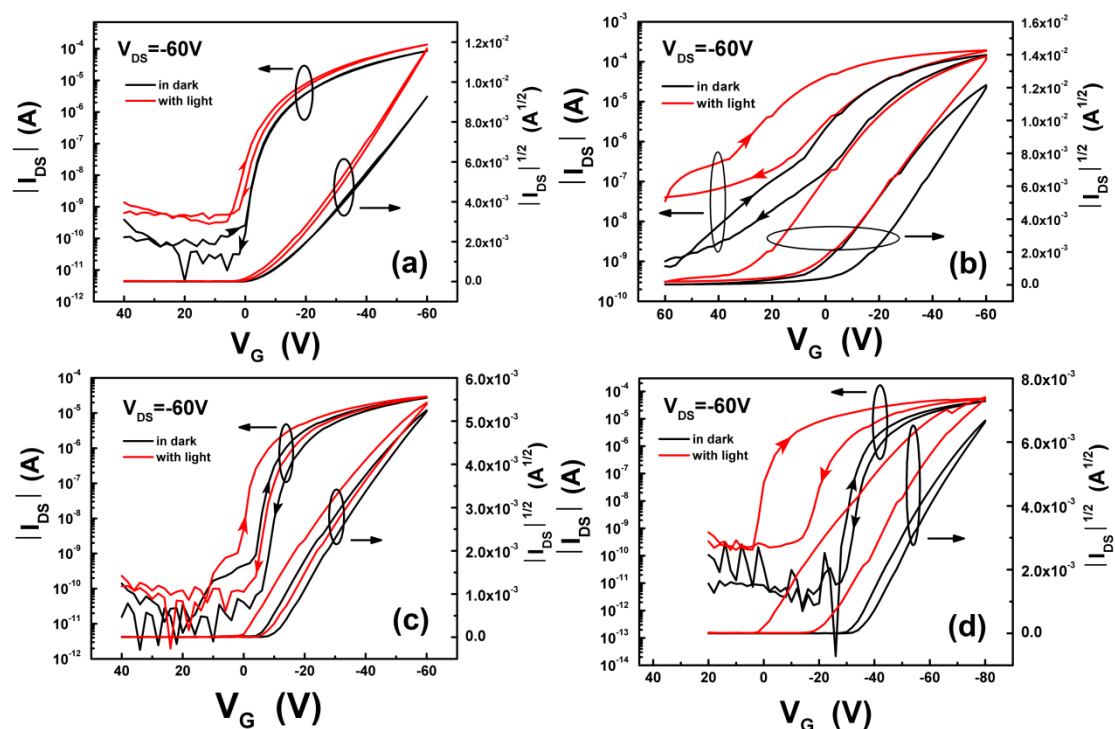 V_DS=-60V
in dark
with light
(a)
|I_DS| (A)
10^-4
10^-5
10^-6
10^-7
10^-8
10^-9
10^-10
10^-11
10^-12
1.2x10^-2
1.0x10^-2
8.0x10^-3
6.0x10^-3
4.0x10^-3
2.0x10^-3
0.0
|I_DS|^1/2 (A^1/2)
40 20 0 -20 -40 -60
V_G (V)
V_DS=-60V
in dark
with light
(b)
|I_DS| (A)
10^-3
10^-4
10^-5
10^-6
10^-7
10^-8
10^-9
10^-10
1.6x10^-2
1.4x10^-2
1.2x10^-2
1.0x10^-2
8.0x10^-3
6.0x10^-3
4.0x10^-3
2.0x10^-3
0.0
|I_DS|^1/2 (A^1/2)
60 40 20 0 -20 -40 -60
V_G (V)
V_DS=-60V
in dark
with light
(c)
|I_DS| (A)
10^-4
10^-5
10^-6
10^-7
10^-8
10^-9
10^-10
10^-11
10^-12
6.0x10^-3
5.0x10^-3
4.0x10^-3
3.0x10^-3
2.0x10^-3
1.0x10^-3
0.0
|I_DS|^1/2 (A^1/2)
40 20 0 -20 -40 -60
V_G (V)
V_DS=-60V
in dark
with light
(d)
|I_DS| (A)
10^-4
10^-5
10^-6
10^-7
10^-8
10^-9
10^-10
10^-11
10^-12
10^-13
10^-14
8.0x10^-3
6.0x10^-3
4.0x10^-3
2.0x10^-3
0.0
|I_DS|^1/2 (A^1/2)
40 20 0 -20 -40 -60 -80
V_G (V)